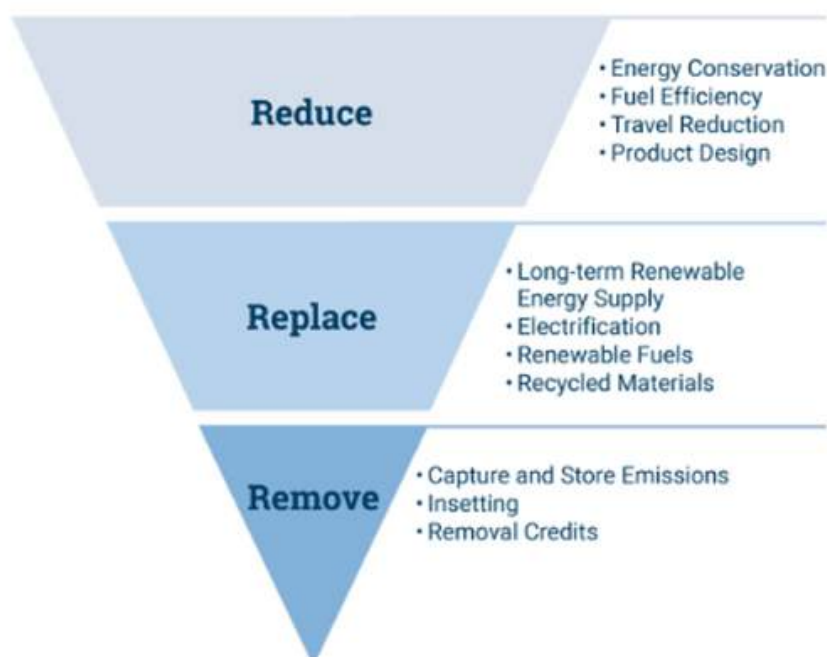 Reduce
• Energy Conservation
• Fuel Efficiency
• Travel Reduction
• Product Design
Replace
• Long-term Renewable
Energy Supply
• Electrification
• Renewable Fuels
• Recycled Materials
Remove
• Capture and Store Emissions
• Insetting
• Removal Credits